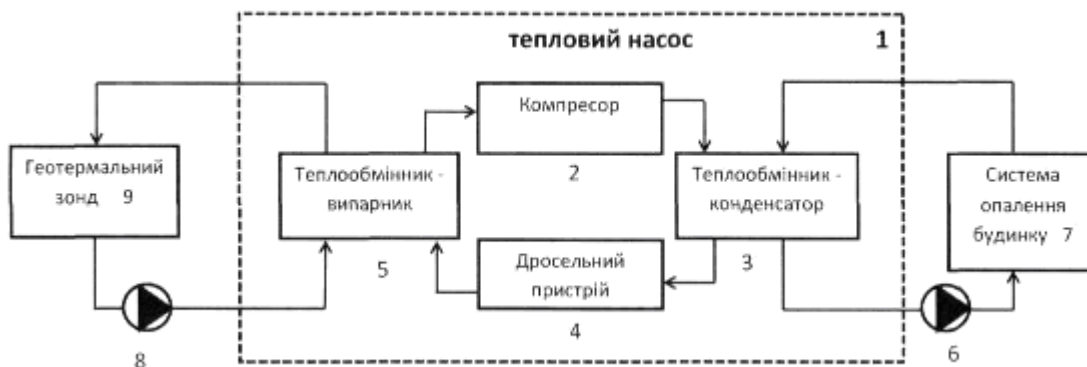 тепловий насос 1
Компресор
2
Геотермальний
зонд 9
Теплообмінник -
випарник
5
Теплообмінник -
конденсатор
3
Система
опалення
будинку 7
Дросельний
пристрій
4
8
6